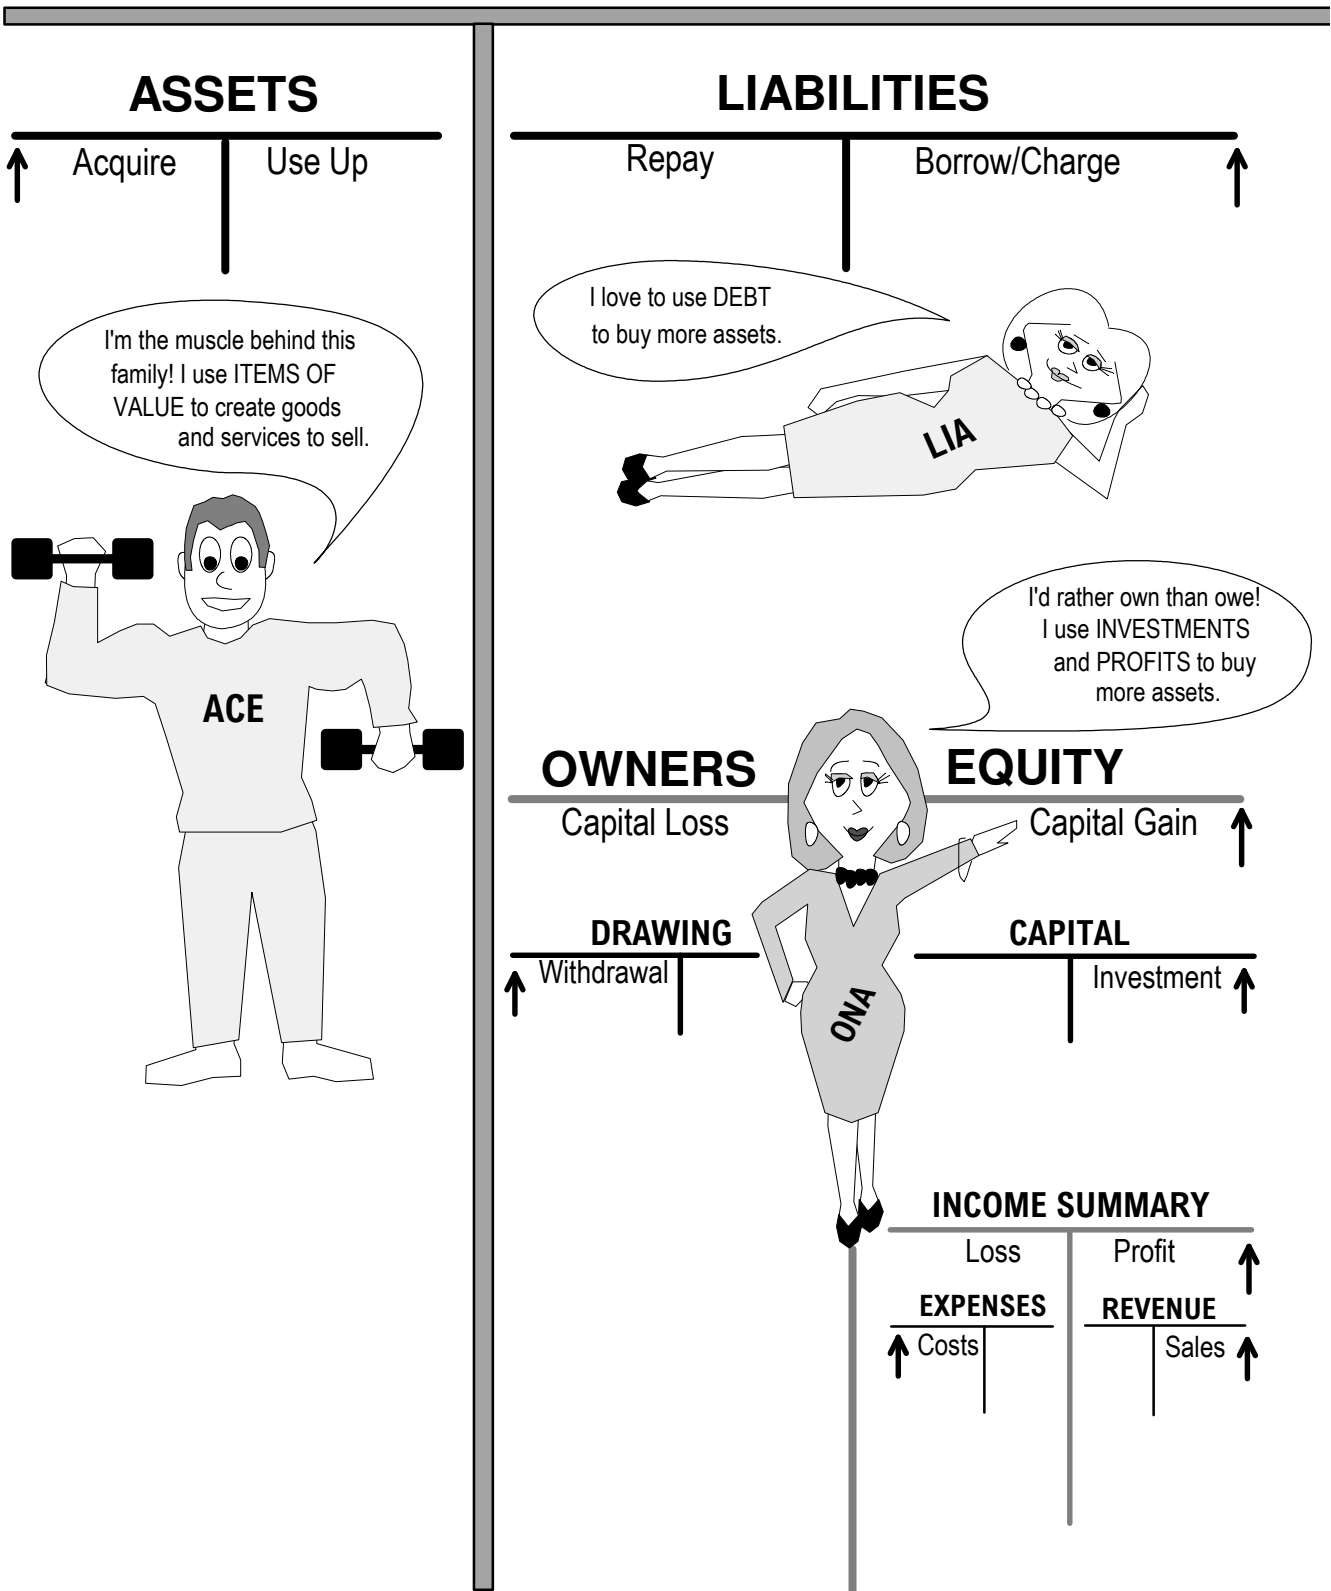 ASSETS
Acquire
Use Up
I'm the muscle behind this
family! I use ITEMS OF
VALUE to create goods
and services to sell.
ACE
LIABILITIES
Repay
Borrow/Charge
I love to use DEBT
to buy more assets.
LIA
I'd rather own than owe!
I use INVESTMENTS
and PROFITS to buy
more assets.
OWNERS EQUITY
Capital Loss
Capital Gain
DRAWING
Withdrawal
CAPITAL
Investment
ONA
INCOME SUMMARY
Loss
Profit
EXPENSES
Costs
REVENUE
Sales